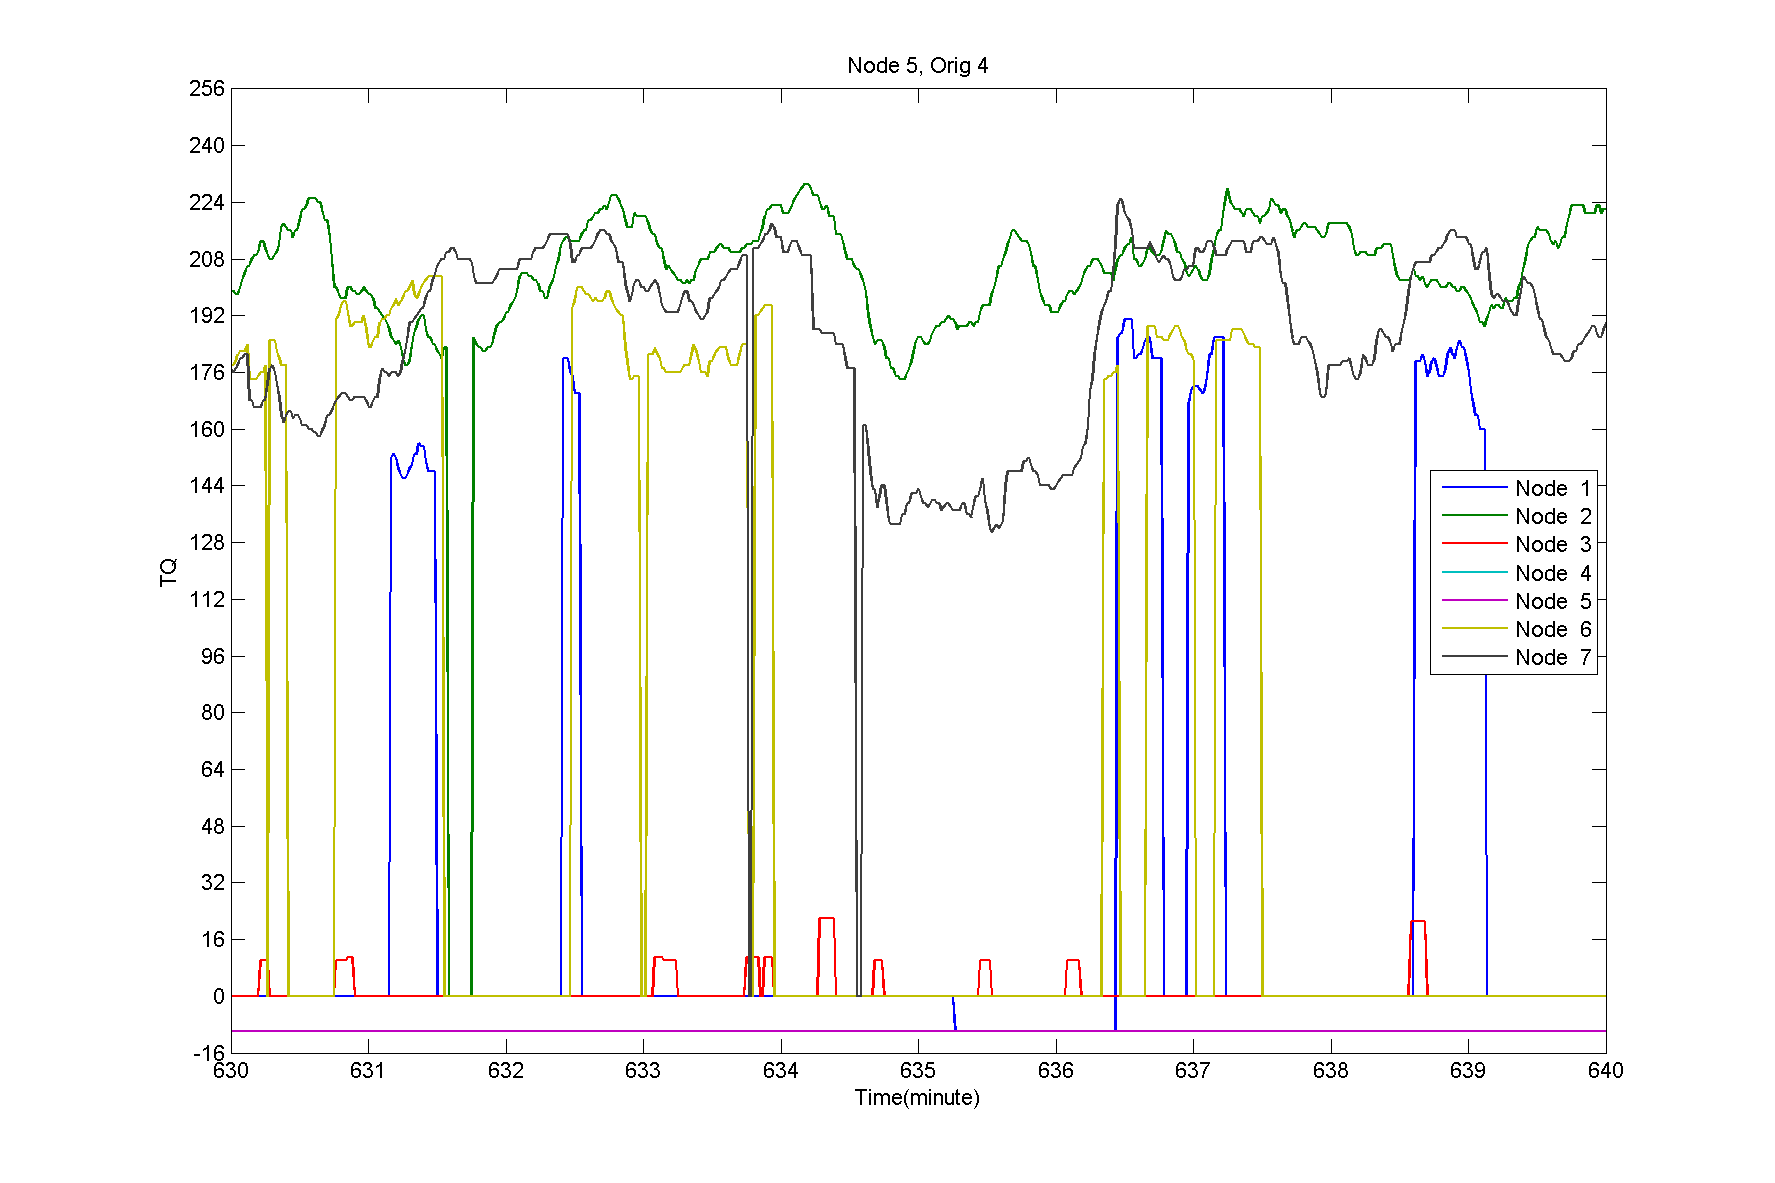 Node 5, Orig 4
256
240
224
208
192
176
160
144
128
112
96
80
64
48
32
16
0
-16
TQ
Node 1
Node 2
Node 3
Node 4
Node 5
Node 6
Node 7
630 631 632 633 634 635 636 637 638 639 640
Time(minute)